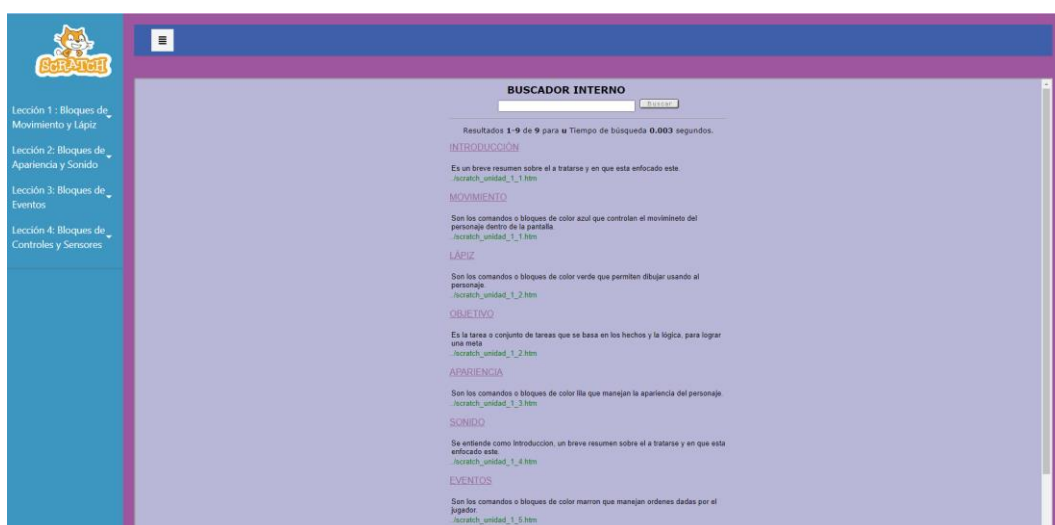 SCRATCH
Lección 1 : Bloques de
Movimiento y Lápiz
Lección 2: Bloques de
Apariencia y Sonido
Lección 3: Bloques de
Eventos
Lección 4: Bloques de
Controles y Sensores
BUSCADOR INTERNO
Buscar
Resultados 1-9 de 9 para u Tiempo de búsqueda 0.003 segundos.
INTRODUCCIÓN
Es un breve resumen sobre el a tratarse y en que esta enfocado este.
../scratch_unidad_1_1.htm
MOVIMIENTO
Son los comandos o bloques de color azul que controlan el movimineto del
personaje dentro de la pantalla.
../scratch_unidad_1_1.htm
LÁPIZ
Son los comandos o bloques de color verde que permiten dibujar usando al
personaje.
../scratch_unidad_1_2.htm
OBJETIVO
Es la tarea o conjunto de tareas que se basa en los hechos y la lógica, para lograr
una meta
../scratch_unidad_1_2.htm
APARIENCIA
Son los comandos o bloques de color lila que manejan la apariencia del personaje.
../scratch_unidad_1_3.htm
SONIDO
Se entiende como Introduccion, un breve resumen sobre el a tratarse y en que esta
enfocado este.
../scratch_unidad_1_4.htm
EVENTOS
Son los comandos o bloques de color marron que manejan ordenes dadas por el
jugador.
../scratch_unidad_1_5.htm